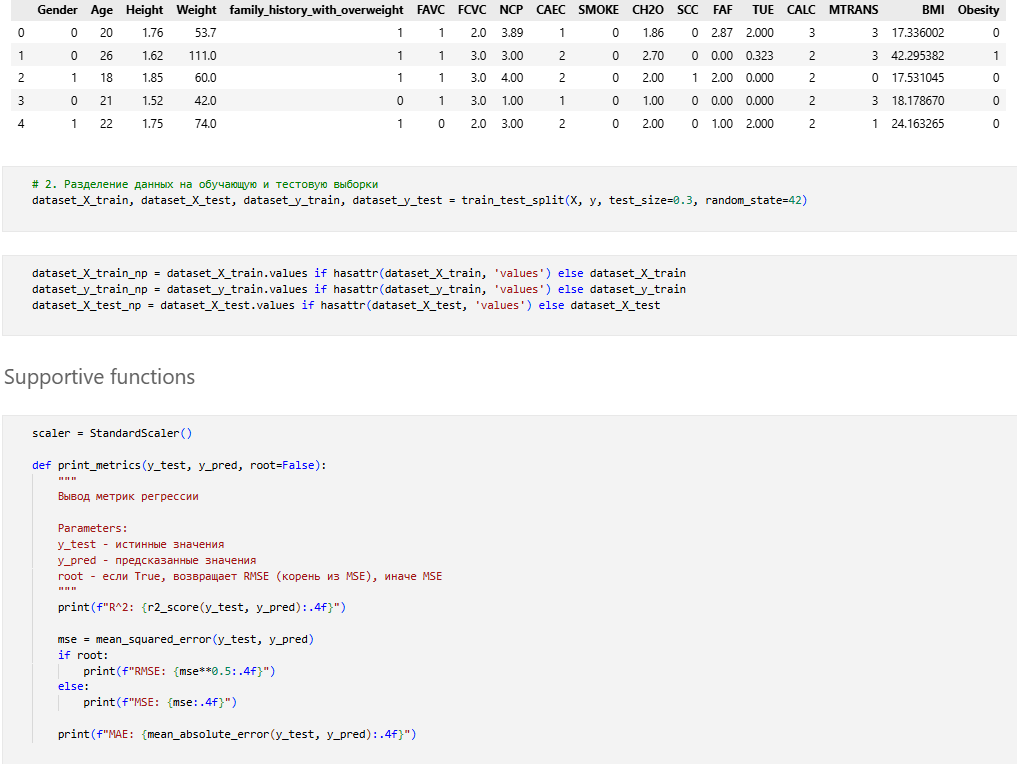 Gender Age Height Weight family_history_with_overweight FAVC FCVC NCP CAEC SMOKE CH2O SCC FAF TUE CALC MTRANS BMI Obesity
0 0 20 1.76 53.7 1 1 2.0 3.89 1 0 1.86 0 2.87 2.000 3 3 17.336002 0
1 0 26 1.62 111.0 1 1 3.0 3.00 2 0 2.70 0 0.00 0.323 2 3 42.295382 1
2 1 18 1.85 60.0 1 1 3.0 4.00 2 0 2.00 1 2.00 0.000 2 0 17.531045 0
3 0 21 1.52 42.0 0 1 3.0 1.00 1 0 1.00 0 0.00 0.000 2 3 18.178670 0
4 1 22 1.75 74.0 1 0 2.0 3.00 2 0 2.00 0 1.00 2.000 2 1 24.163265 0
# 2. Разделение данных на обучающую и тестовую выборки
dataset_X_train, dataset_X_test, dataset_y_train, dataset_y_test = train_test_split(X, y, test_size=0.3, random_state=42)
dataset_X_train_np = dataset_X_train.values if hasattr(dataset_X_train, 'values') else dataset_X_train
dataset_y_train_np = dataset_y_train.values if hasattr(dataset_y_train, 'values') else dataset_y_train
dataset_X_test_np = dataset_X_test.values if hasattr(dataset_X_test, 'values') else dataset_X_test
Supportive functions
scaler = StandardScaler()
def print_metrics(y_test, y_pred, root=False):
"""
Вывод метрик регрессии
Parameters:
y_test - истинные значения
y_pred - предсказанные значения
root - если True, возвращает RMSE (корень из MSE), иначе MSE
"""
print(f"R^2: {r2_score(y_test, y_pred):.4f}")
mse = mean_squared_error(y_test, y_pred)
if root:
print(f"RMSE: {mse**0.5:.4f}")
else:
print(f"MSE: {mse:.4f}")
print(f"MAE: {mean_absolute_error(y_test, y_pred):.4f}")